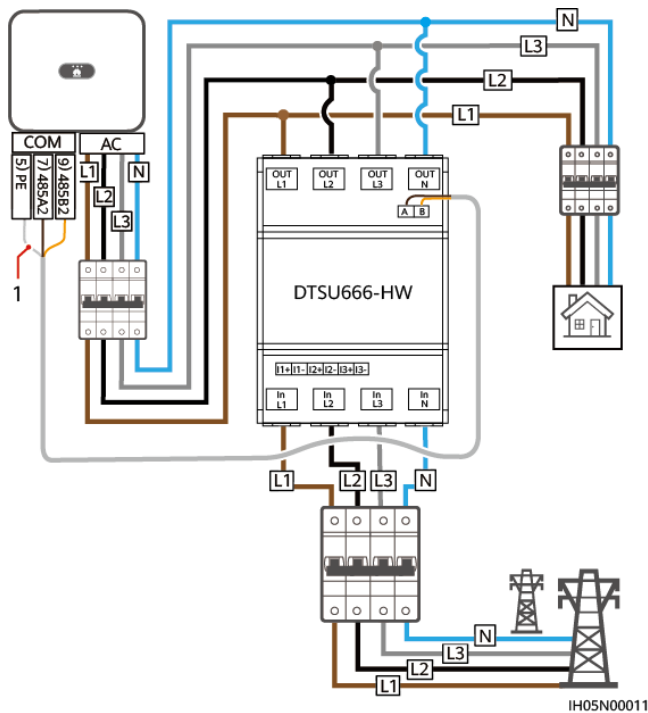 N
L3
L2
L1
COM
AC
5) PE
7) 485A2
9) 485B2
L1
L2
L3
N
1
OUT L1
OUT L2
OUT L3
OUT N
A B
DTSU666-HW
I1+ I1- I2+ I2- I3+ I3-
In L1
In L2
In L3
In N
L1
L2
L3
N
N
L3
L2
L1
IH05N00011